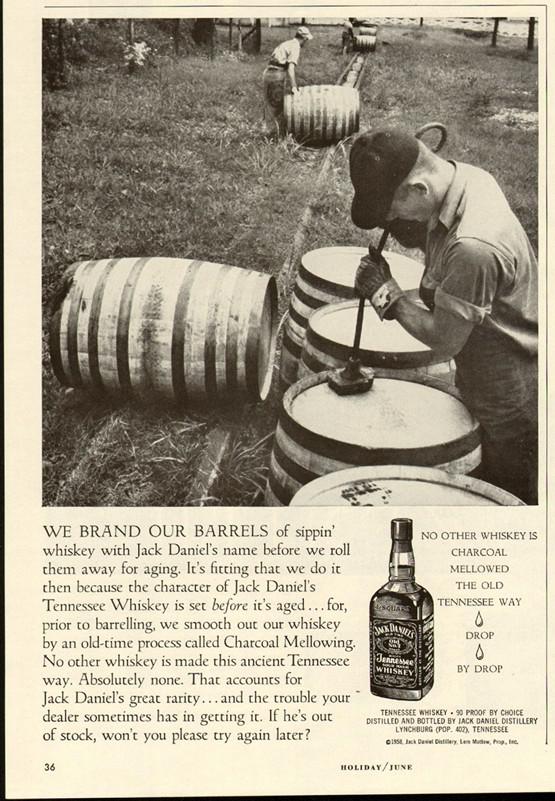 WE BRAND OUR BARRELS of sippin'
whiskey with Jack Daniel's name before we roll
them away for aging. It's fitting that we do it
then because the character of Jack Daniel's
Tennessee Whiskey is set before it's aged . . . for,
prior to barrelling, we smooth out our whiskey
by an old-time process called Charcoal Mellowing.
No other whiskey is made this ancient Tennessee
way. Absolutely none. That accounts for
Jack Daniel's great rarity . . . and the trouble your
dealer sometimes has in getting it. If he's out
of stock, won't you please try again later?
NO OTHER WHISKEY IS
CHARCOAL
MELLOWED
THE OLD
TENNESSEE WAY
DROP
BY DROP
JACK DANIEL'S
Tennessee
WHISKEY
TENNESSEE WHISKEY • 90 PROOF BY CHOICE
DISTILLED AND BOTTLED BY JACK DANIEL DISTILLERY
LYNCHBURG (POP. 402), TENNESSEE
©1958, Jack Daniel Distillery, Lem Motlow, Prop., Inc.
36
HOLIDAY/JUNE